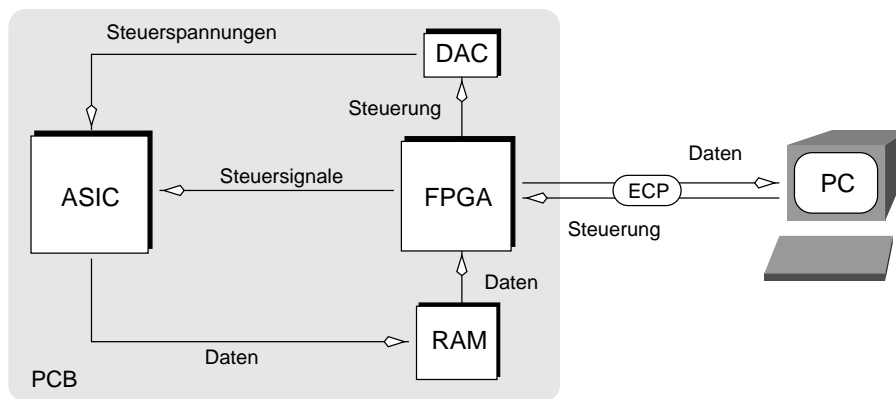 Steuerspannungen
DAC
Steuerung
ASIC
Steuersignale
FPGA
ECP
Daten
PC
Steuerung
Daten
Daten
RAM
PCB